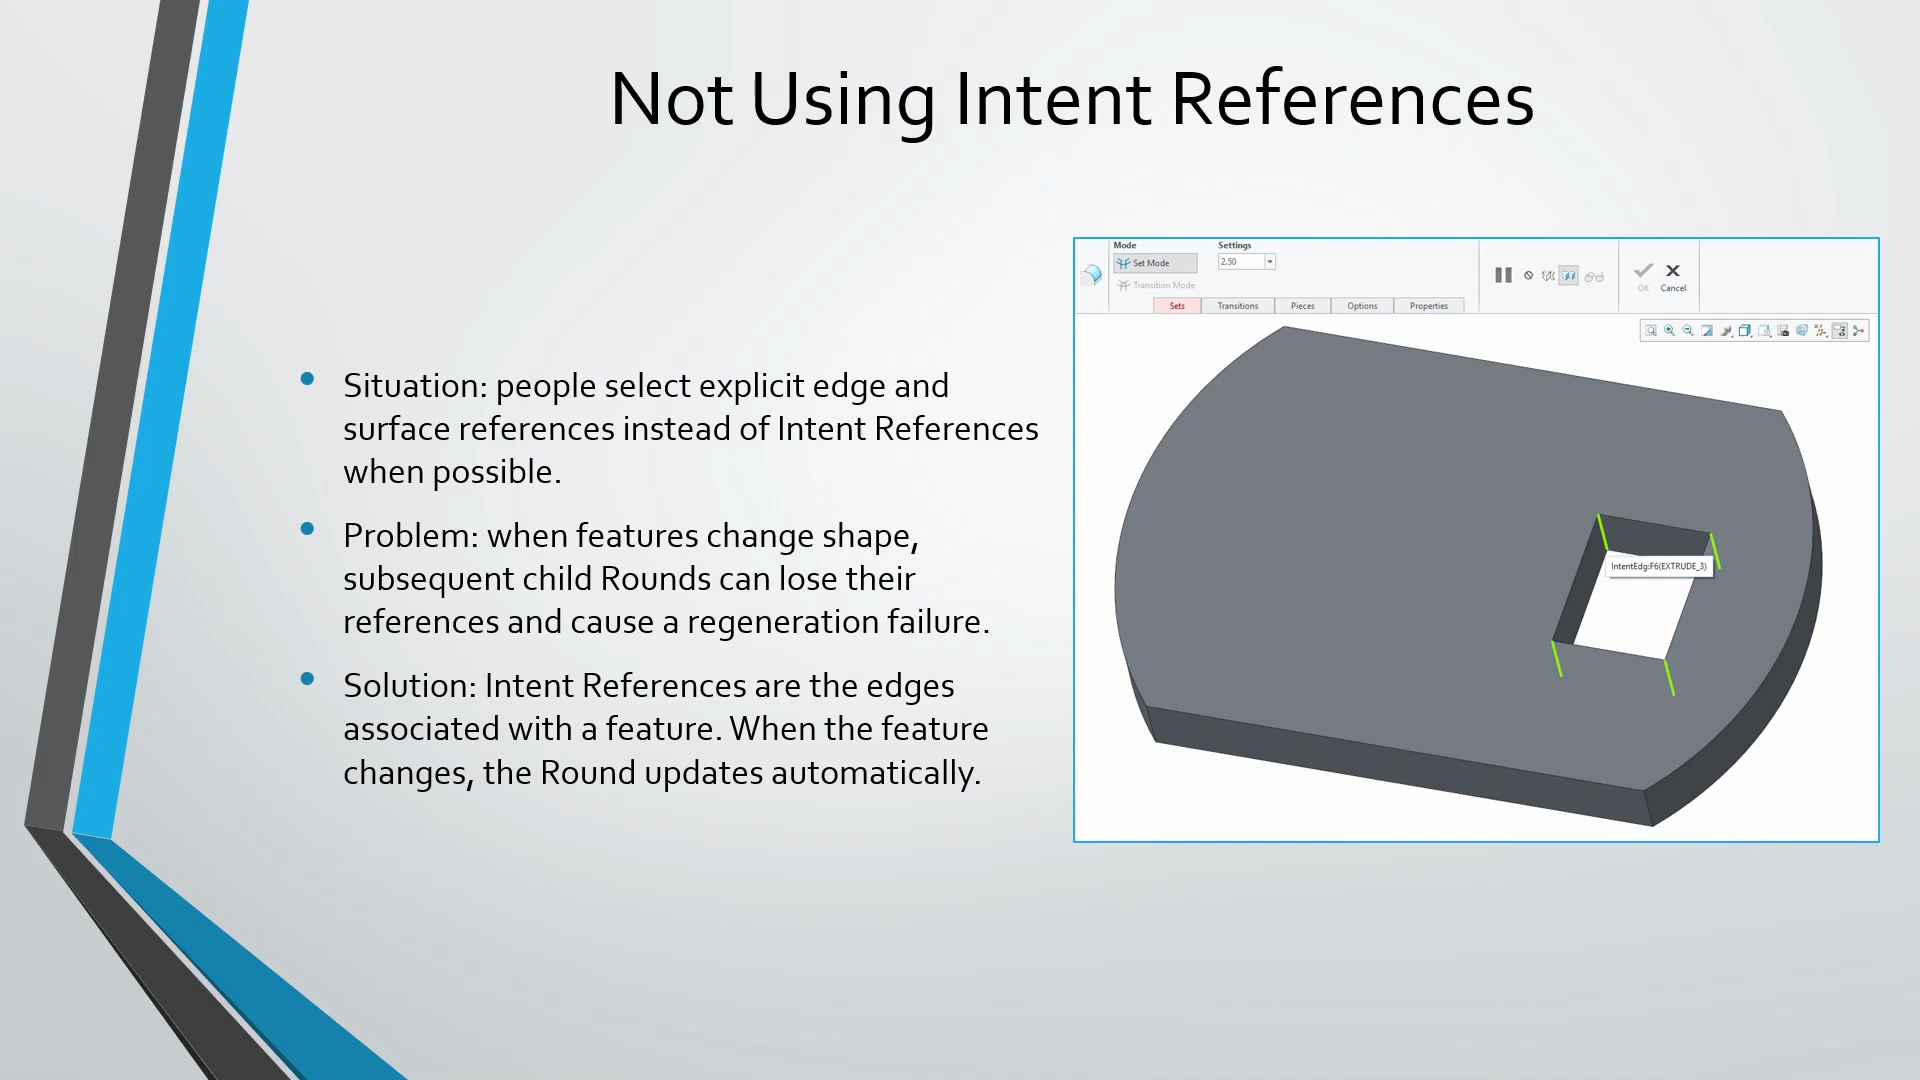 Not Using Intent References
• Situation: people select explicit edge and
surface references instead of Intent References
when possible.
• Problem: when features change shape,
subsequent child Rounds can lose their
references and cause a regeneration failure.
• Solution: Intent References are the edges
associated with a feature. When the feature
changes, the Round updates automatically.
Mode
Settings
Set Mode
2.50
Transition Mode
OK
Cancel
Sets Transitions Pieces Options Properties
IntentEdg:F6(EXTRUDE_3)